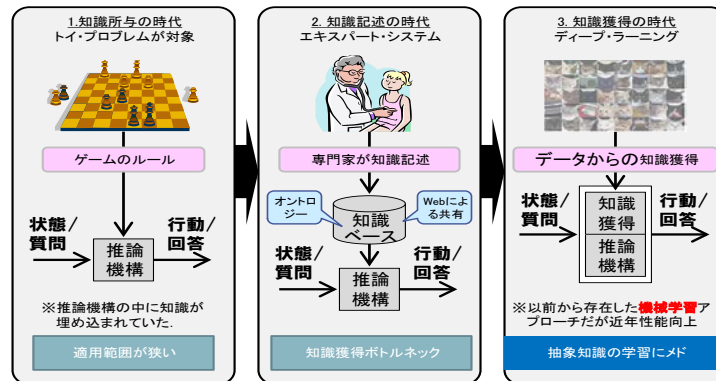 1.知識所与の時代
トイ・プロブレムが対象
ゲームのルール
状態/
質問
行動/
回答
推論
機構
※推論機構の中に知識が
埋め込まれていた.
適用範囲が狭い
2. 知識記述の時代
エキスパート・システム
専門家が知識記述
オントロ
ジー
Webによ
る共有
知識
ベース
状態/
質問
行動/
回答
推論
機構
知識獲得ボトルネック
3. 知識獲得の時代
ディープ・ラーニング
データからの知識獲得
状態/
質問
行動/
回答
知識
獲得
推論
機構
※以前から存在した機械学習ア
プローチだが近年性能向上
抽象知識の学習にメド